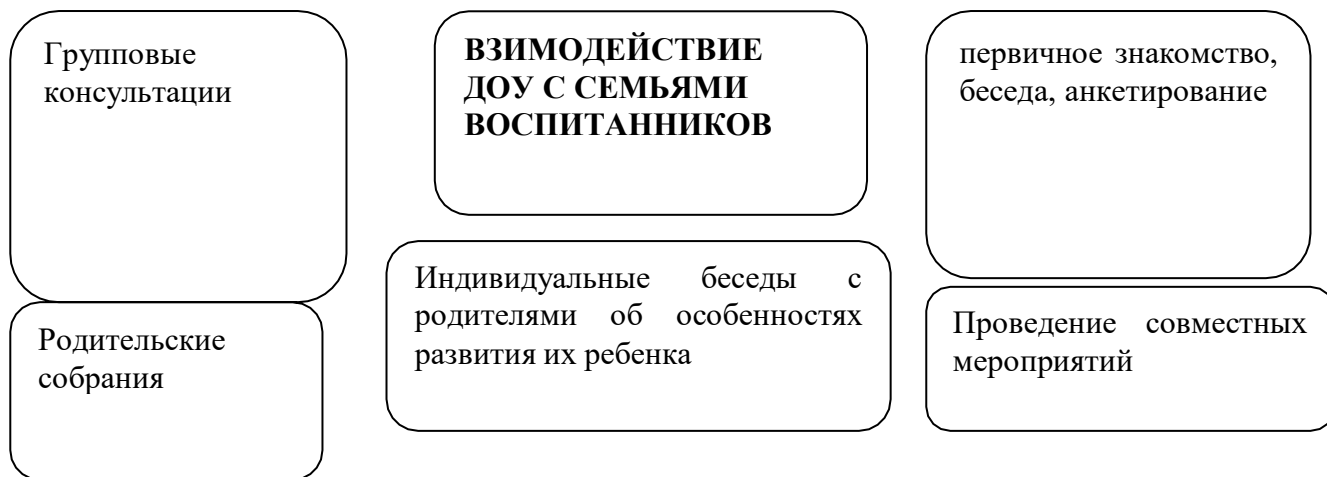 Групповые
консультации
ВЗИМОДЕЙСТВИЕ
ДОУ С СЕМЬЯМИ
ВОСПИТАННИКОВ
первичное знакомство,
беседа, анкетирование
Индивидуальные беседы с
родителями об особенностях
развития их ребенка
Родительские
собрания
Проведение совместных
мероприятий